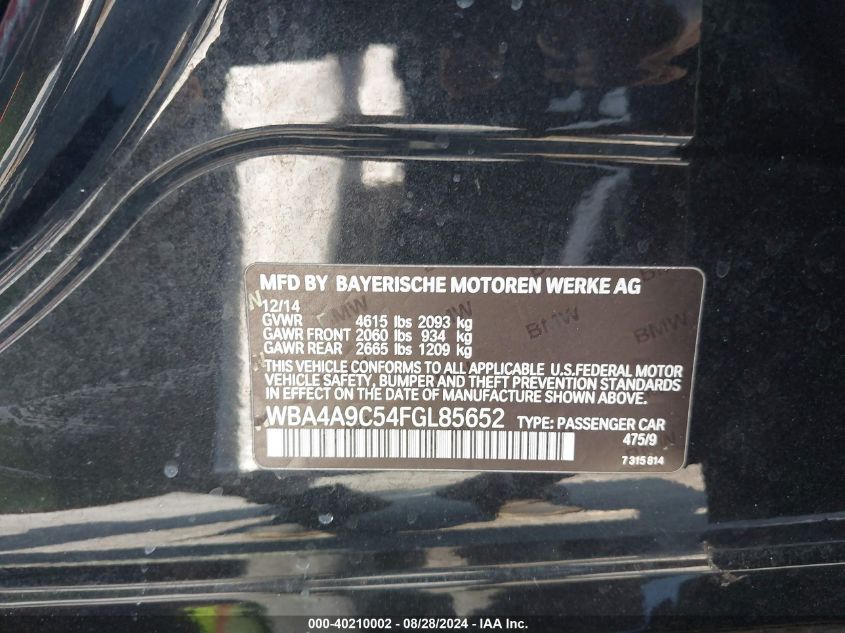 MFD BY BAYERISCHE MOTOREN WERKE AG
12/14
GVWR 4615 lbs 2093 kg
GAWR FRONT 2060 lbs 934 kg
GAWR REAR 2665 lbs 1209 kg
THIS VEHICLE CONFORMS TO ALL APPLICABLE U.S.FEDERAL MOTOR
VEHICLE SAFETY, BUMPER AND THEFT PREVENTION STANDARDS
IN EFFECT ON THE DATE OF MANUFACTURE SHOWN ABOVE.
WBA4A9C54FGL85652 TYPE: PASSENGER CAR
475/9
7 315 814
BMW BMW BMW
000-40210002 - 08/28/2024 - IAA Inc.